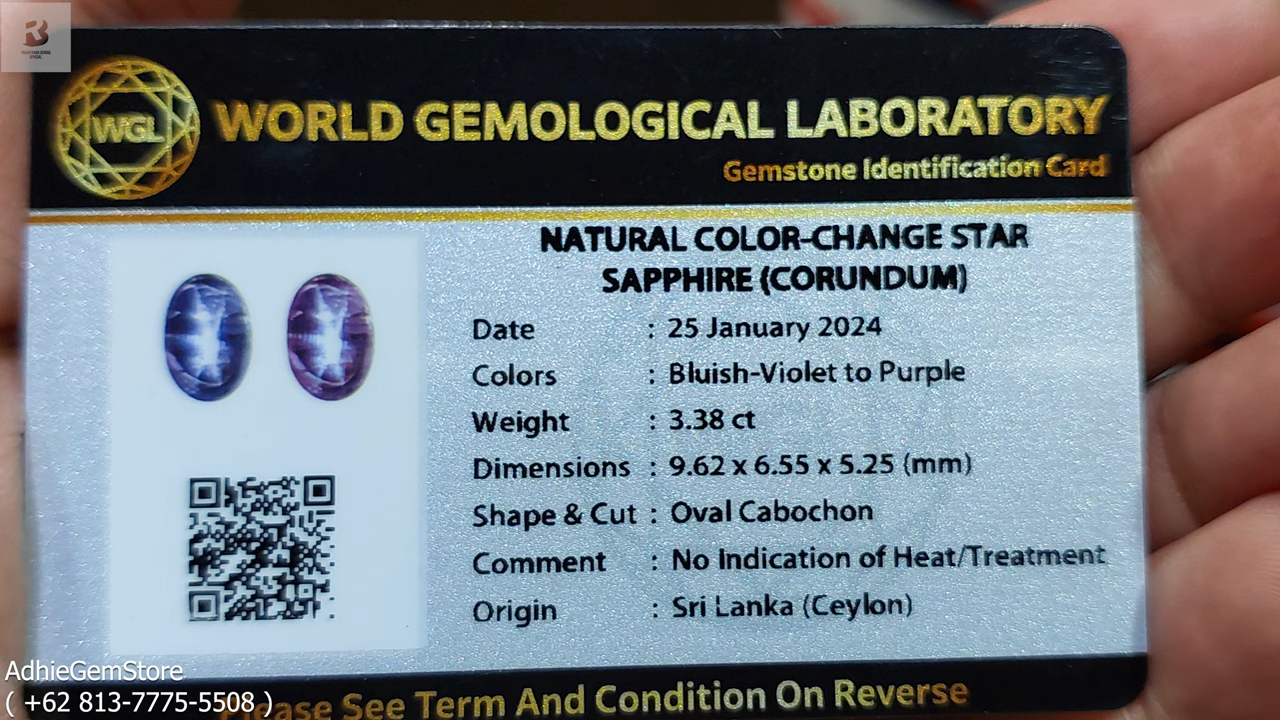 WGL
WORLD GEMOLOGICAL LABORATORY
Gemstone Identification Card
NATURAL COLOR-CHANGE STAR
SAPPHIRE (CORUNDUM)
Date : 25 January 2024
Colors : Bluish-Violet to Purple
Weight : 3.38 ct
Dimensions : 9.62 x 6.55 x 5.25 (mm)
Shape & Cut : Oval Cabochon
Comment : No Indication of Heat/Treatment
Origin : Sri Lanka (Ceylon)
Please See Term And Condition On Reverse
AdhieGemStore
( +62 813-7775-5508 )